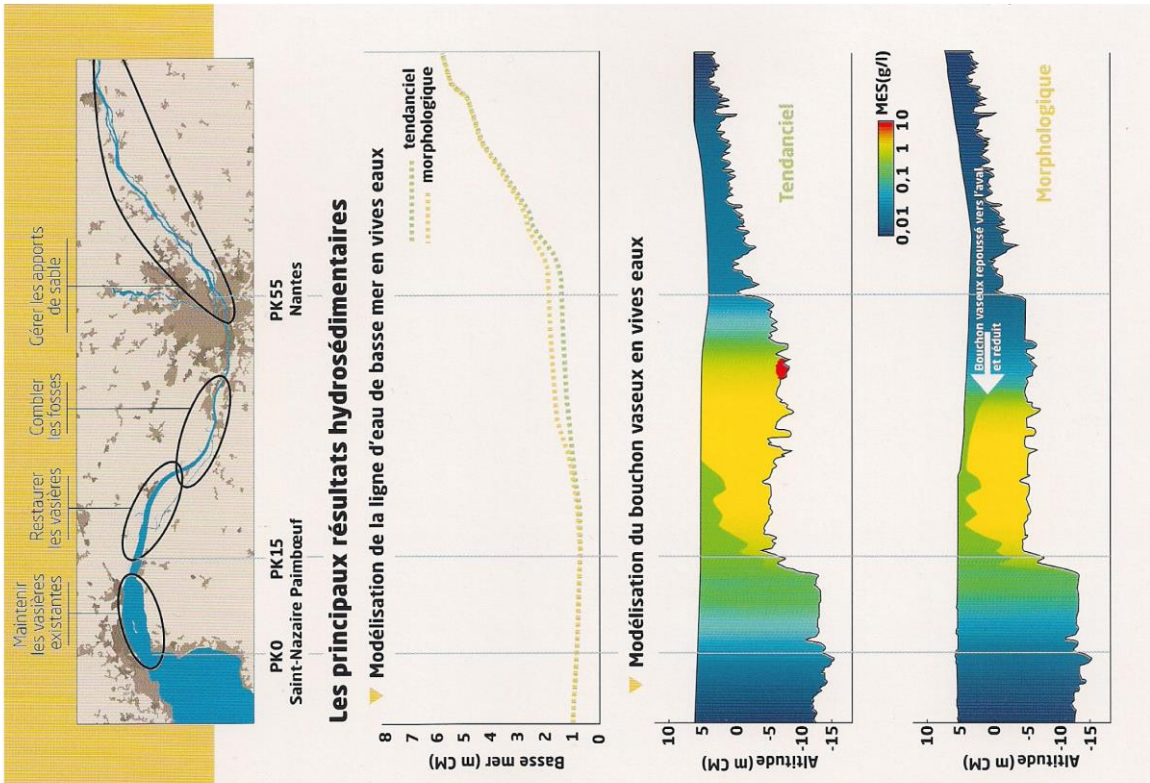 Maintenir
les vasières
existantes
Restaurer
les vasières
Combler
les fosses
Gérer les apports
de sable
PK0
Saint-Nazaire
PK15
Paimbœuf
PK55
Nantes
Les principaux résultats hydrosédimentaires
Modélisation de la ligne d'eau de basse mer en vives eaux
8
7
6
5
4
3
2
1
0
Basse mer (m CM)
tendanciel
morphologique
Modélisation du bouchon vaseux en vives eaux
10
5
0
-5
-10
-15
Altitude (m CM)
Tendanciel
MES(g/l)
0,01 0,1 1 10
10
5
0
-5
-10
-15
Altitude (m CM)
Bouchon vaseux repoussé vers l'aval
et réduit
Morphologique